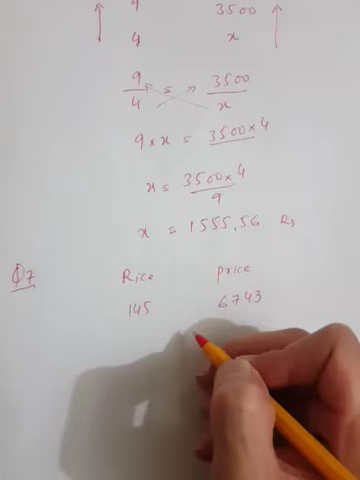 9 3500
4 x
9/4 = 3500/x
9 × x = 3500 × 4
x = 3500 × 4 / 9
x = 1555.56 Rs
Q7 Rice price
145 6743